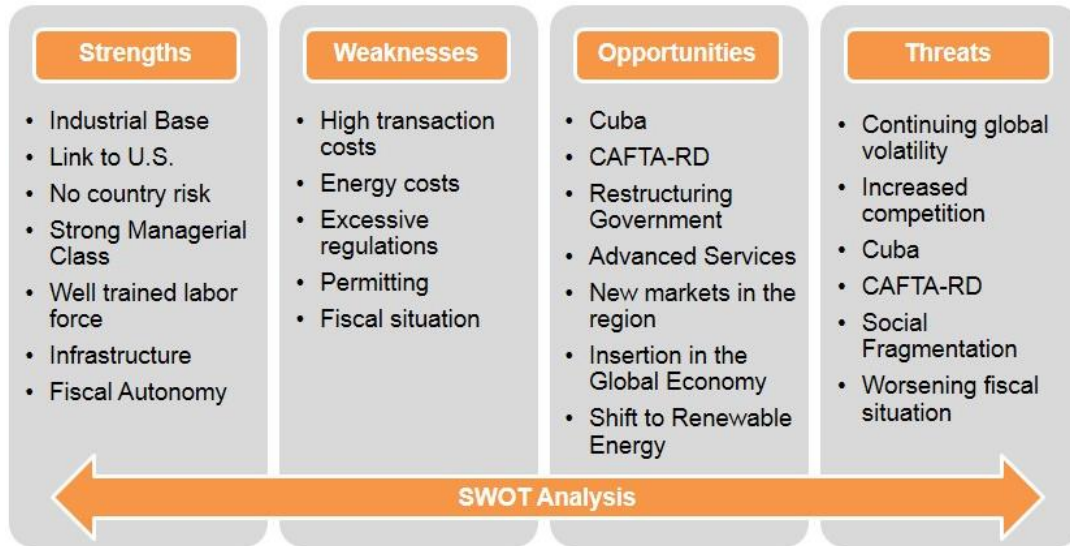 Strengths
• Industrial Base
• Link to U.S.
• No country risk
• Strong Managerial
Class
• Well trained labor
force
• Infrastructure
• Fiscal Autonomy
Weaknesses
• High transaction
costs
• Energy costs
• Excessive
regulations
• Permitting
• Fiscal situation
Opportunities
• Cuba
• CAFTA-RD
• Restructuring
Government
• Advanced Services
• New markets in the
region
• Insertion in the
Global Economy
• Shift to Renewable
Energy
Threats
• Continuing global
volatility
• Increased
competition
• Cuba
• CAFTA-RD
• Social
Fragmentation
• Worsening fiscal
situation
SWOT Analysis